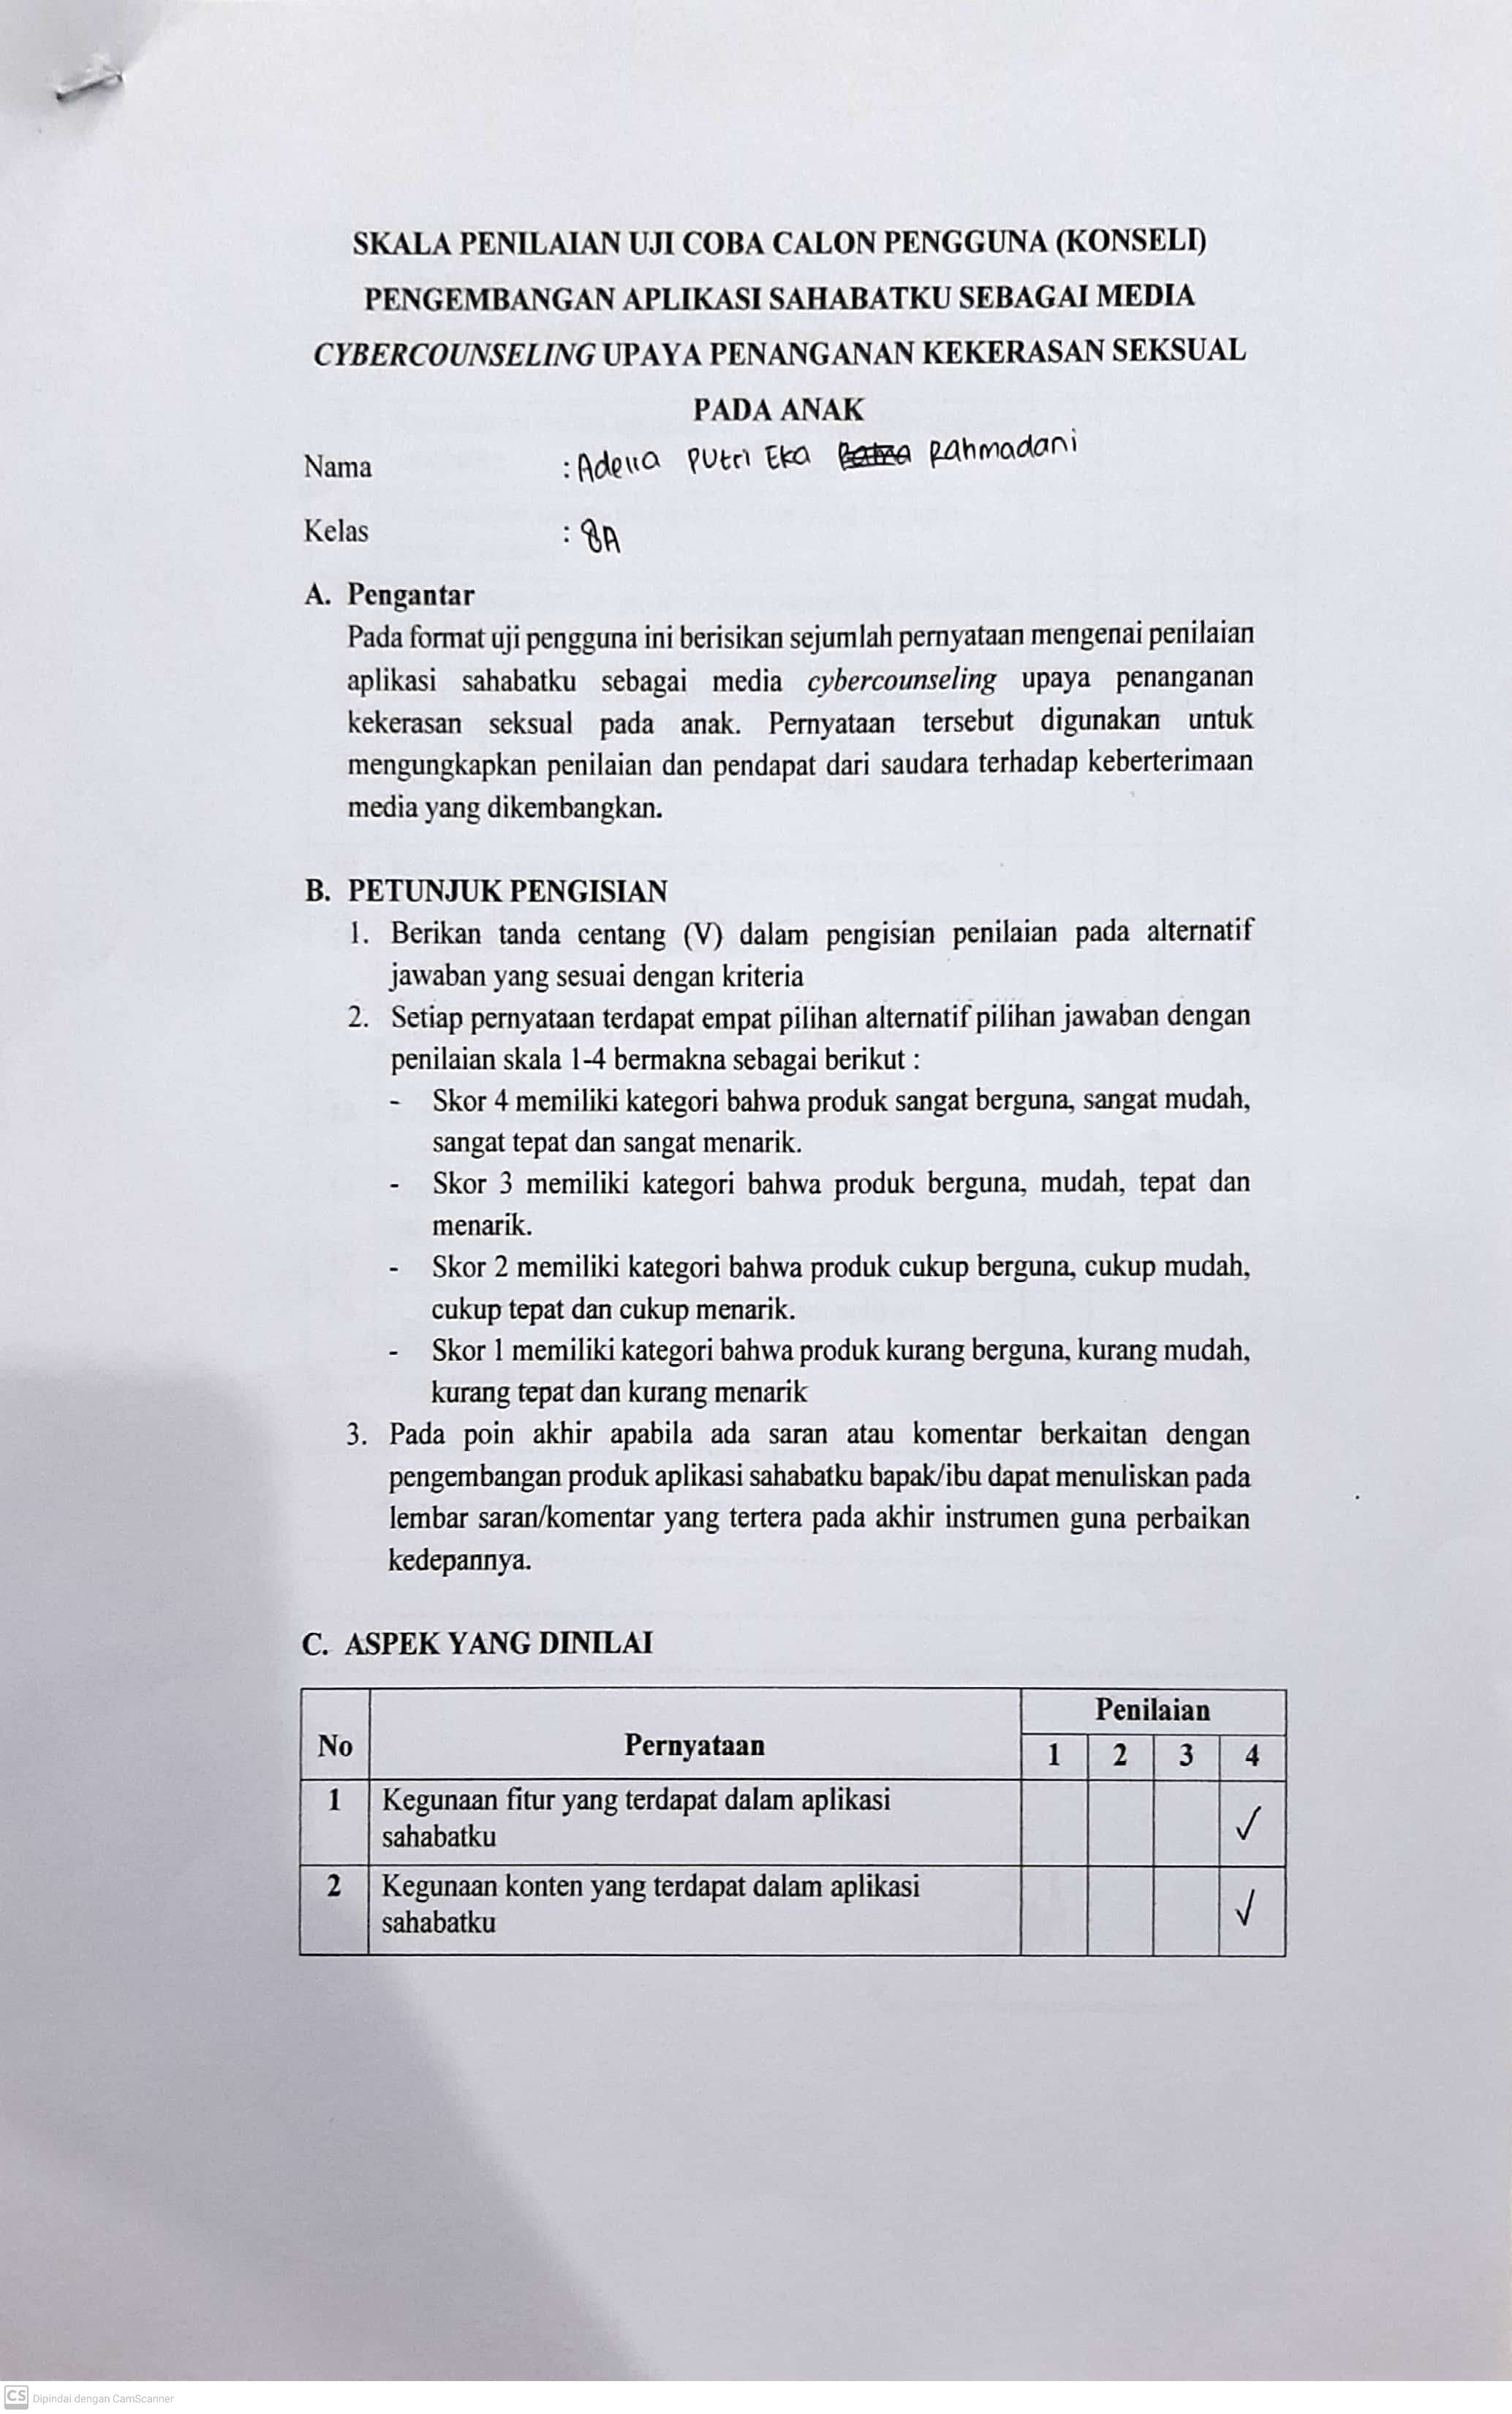 SKALA PENILAIAN UJI COBA CALON PENGGUNA (KONSELI)
PENGEMBANGAN APLIKASI SAHABATKU SEBAGAI MEDIA
CYBERCOUNSELING UPAYA PENANGANAN KEKERASAN SEKSUAL
PADA ANAK
Nama : Adella Putri Eka Rahmadani
Kelas : 8A
A. Pengantar
Pada format uji pengguna ini berisikan sejumlah pernyataan mengenai penilaian
aplikasi sahabatku sebagai media cybercounseling upaya penanganan
kekerasan seksual pada anak. Pernyataan tersebut digunakan untuk
mengungkapkan penilaian dan pendapat dari saudara terhadap keberterimaan
media yang dikembangkan.
B. PETUNJUK PENGISIAN
1. Berikan tanda centang (V) dalam pengisian penilaian pada alternatif
jawaban yang sesuai dengan kriteria
2. Setiap pernyataan terdapat empat pilihan alternatif pilihan jawaban dengan
penilaian skala 1-4 bermakna sebagai berikut :
- Skor 4 memiliki kategori bahwa produk sangat berguna, sangat mudah,
sangat tepat dan sangat menarik.
- Skor 3 memiliki kategori bahwa produk berguna, mudah, tepat dan
menarik.
- Skor 2 memiliki kategori bahwa produk cukup berguna, cukup mudah,
cukup tepat dan cukup menarik.
- Skor 1 memiliki kategori bahwa produk kurang berguna, kurang mudah,
kurang tepat dan kurang menarik
3. Pada poin akhir apabila ada saran atau komentar berkaitan dengan
pengembangan produk aplikasi sahabatku bapak/ibu dapat menuliskan pada
lembar saran/komentar yang tertera pada akhir instrumen guna perbaikan
kedepannya.
C. ASPEK YANG DINILAI
No Pernyataan Penilaian
1 2 3 4
1 Kegunaan fitur yang terdapat dalam aplikasi
sahabatku ✓
2 Kegunaan konten yang terdapat dalam aplikasi
sahabatku ✓
CS Dipindai dengan CamScanner